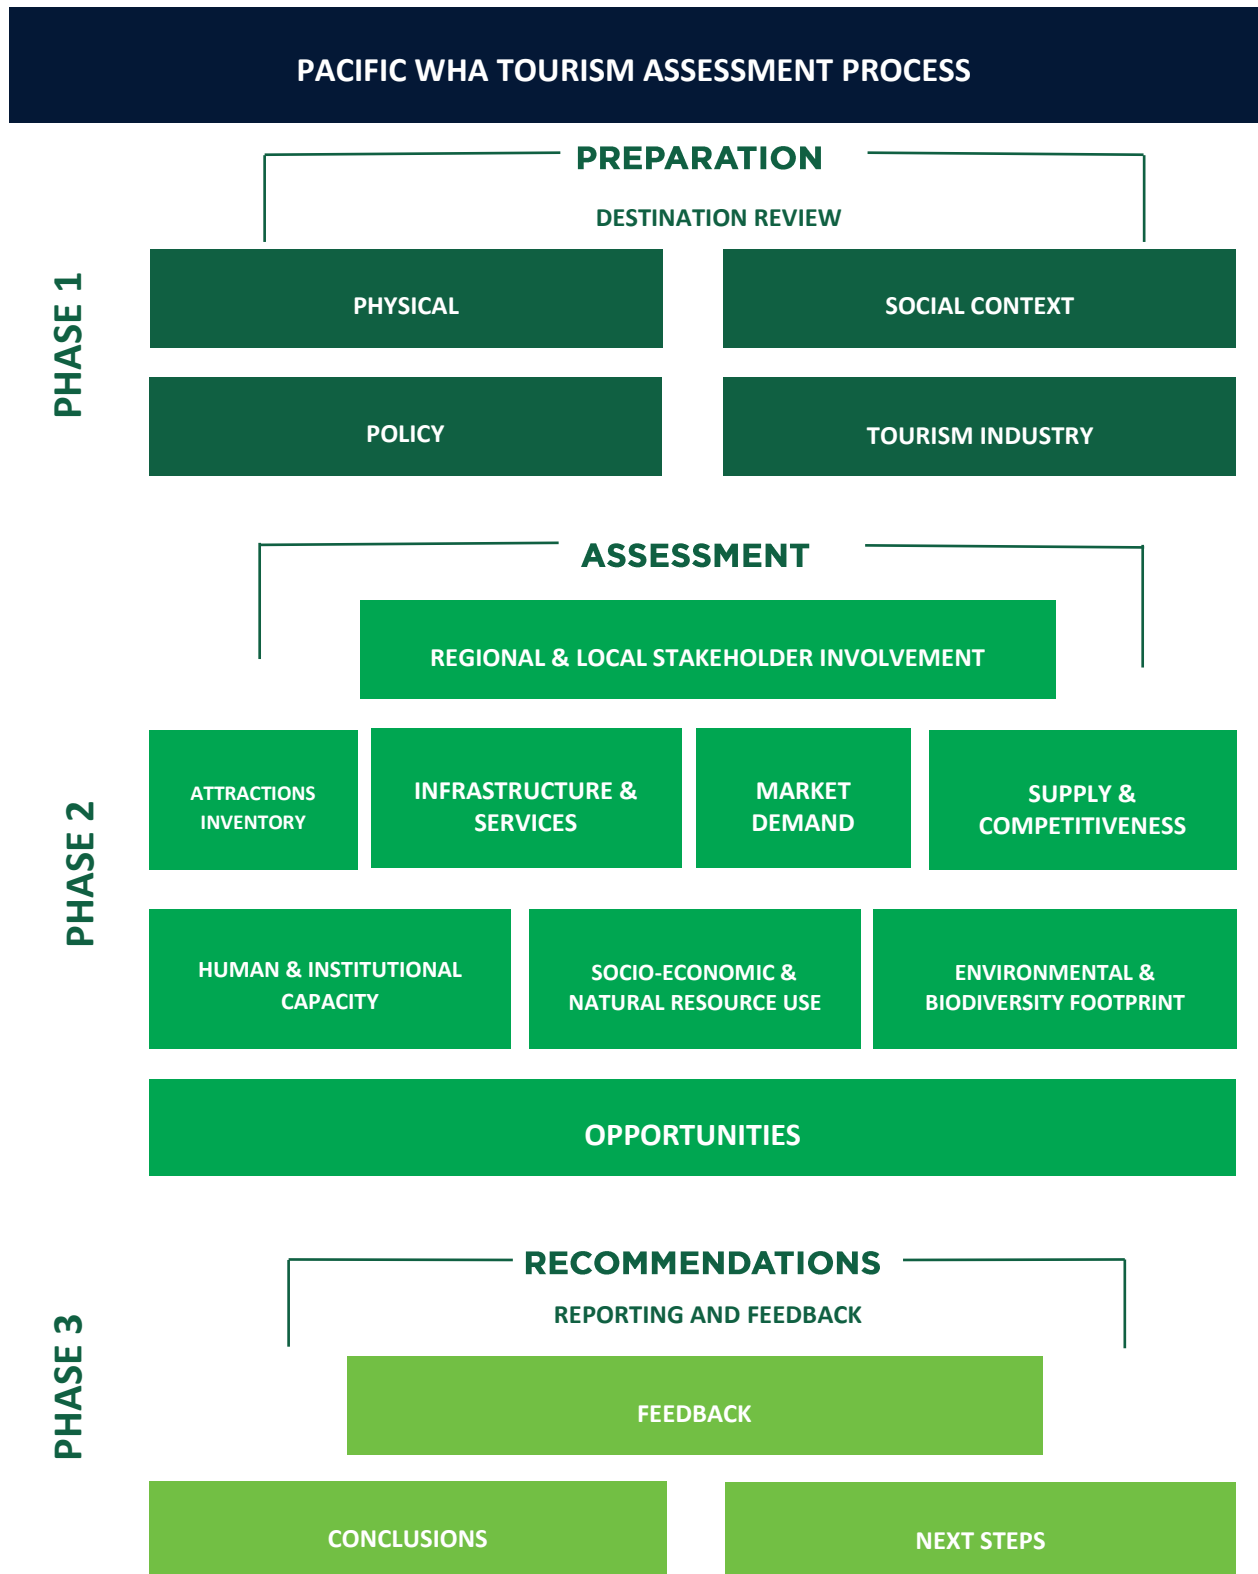 PACIFIC WHA TOURISM ASSESSMENT PROCESS
PREPARATION
DESTINATION REVIEW
PHASE 1
PHYSICAL
SOCIAL CONTEXT
POLICY
TOURISM INDUSTRY
ASSESSMENT
REGIONAL & LOCAL STAKEHOLDER INVOLVEMENT
PHASE 2
ATTRACTIONS
INVENTORY
INFRASTRUCTURE &
SERVICES
MARKET
DEMAND
SUPPLY &
COMPETITIVENESS
HUMAN & INSTITUTIONAL
CAPACITY
SOCIO-ECONOMIC &
NATURAL RESOURCE USE
ENVIRONMENTAL &
BIODIVERSITY FOOTPRINT
OPPORTUNITIES
RECOMMENDATIONS
REPORTING AND FEEDBACK
PHASE 3
FEEDBACK
CONCLUSIONS
NEXT STEPS